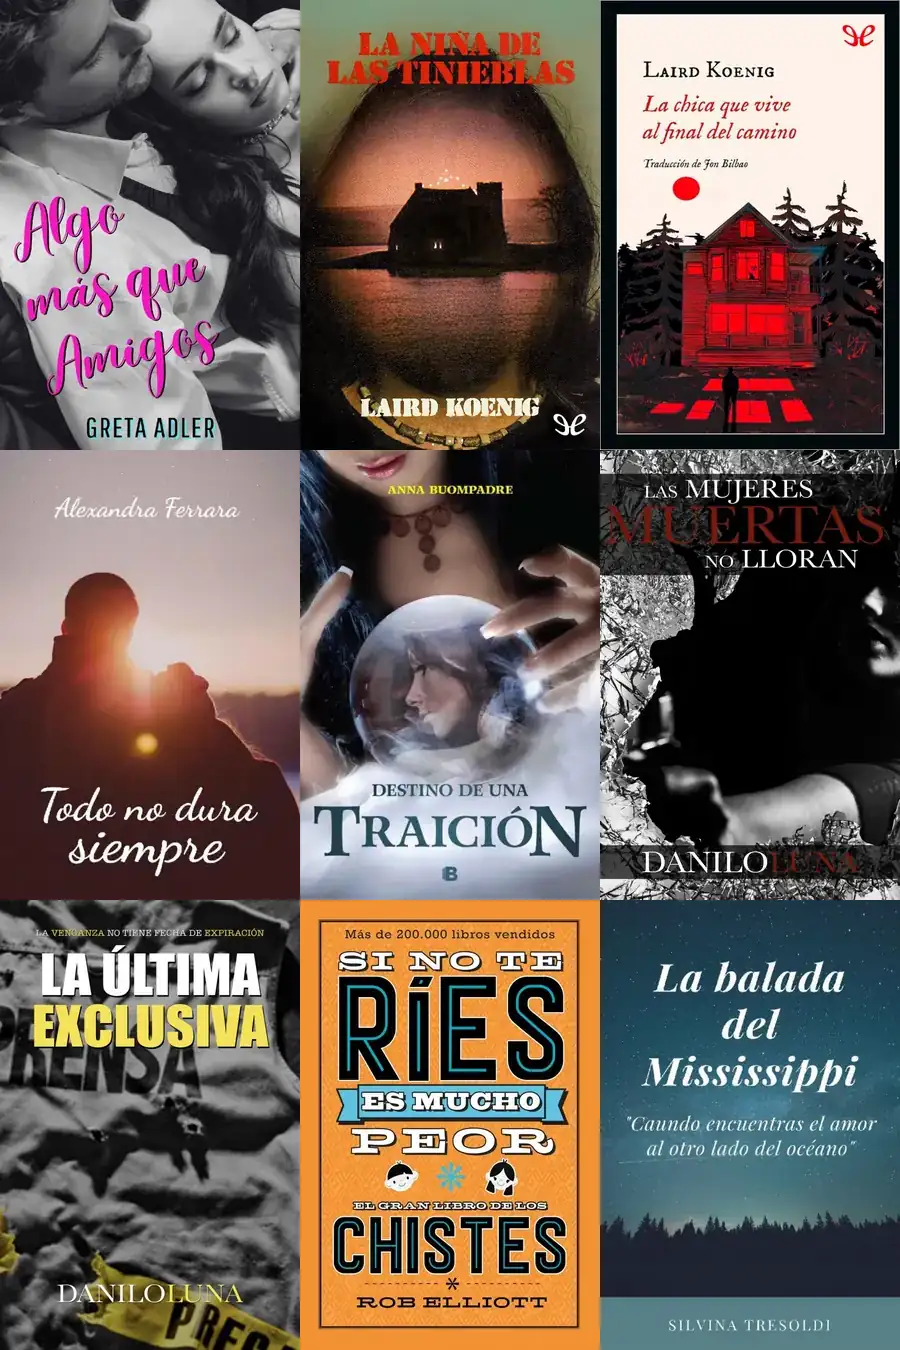 Algo
más que
Amigos
GRETA ADLER
LA NIÑA DE
LAS TINIEBLAS
LAIRD KOENIG
LAIRD KOENIG
La chica que vive
al final del camino
Traducción de Jon Bilbao
Alexandra Ferrara
Todo no dura
siempre
ANNA BUOMPADRE
DESTINO DE UNA
TRAICIÓN
B
LAS MUJERES
MUERTAS
NO LLORAN
DANILO LUNA
LA VENGANZA NO TIENE FECHA DE EXPIRACIÓN
LA ÚLTIMA
EXCLUSIVA
PRENSA
DANILOLUNA
PREC
Más de 200.000 libros vendidos
SI NO TE
RÍES
ES MUCHO
PEOR
EL GRAN LIBRO DE LOS
CHISTES
ROB ELLIOTT
La balada
del
Mississippi
"Caundo encuentras el amor
al otro lado del océano"
SILVINA TRESOLDI